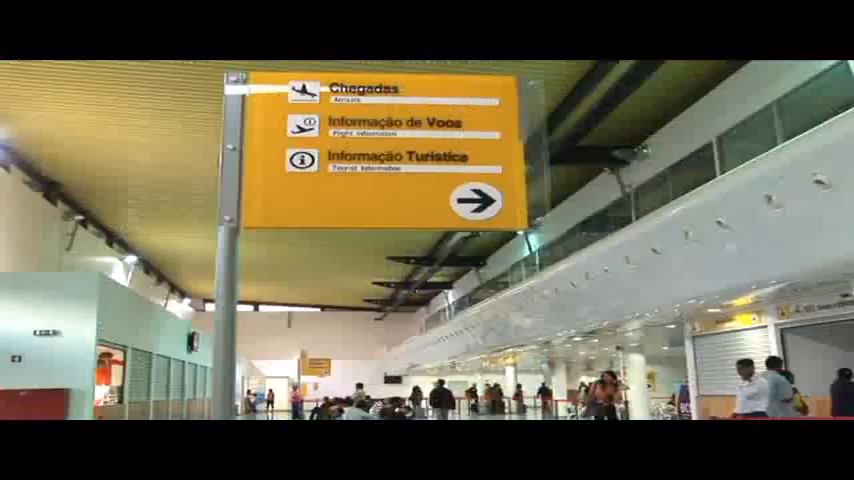 Chegadas
Arrivals
Informação de Voos
Flight Information
Informação Turística
Tourist Information